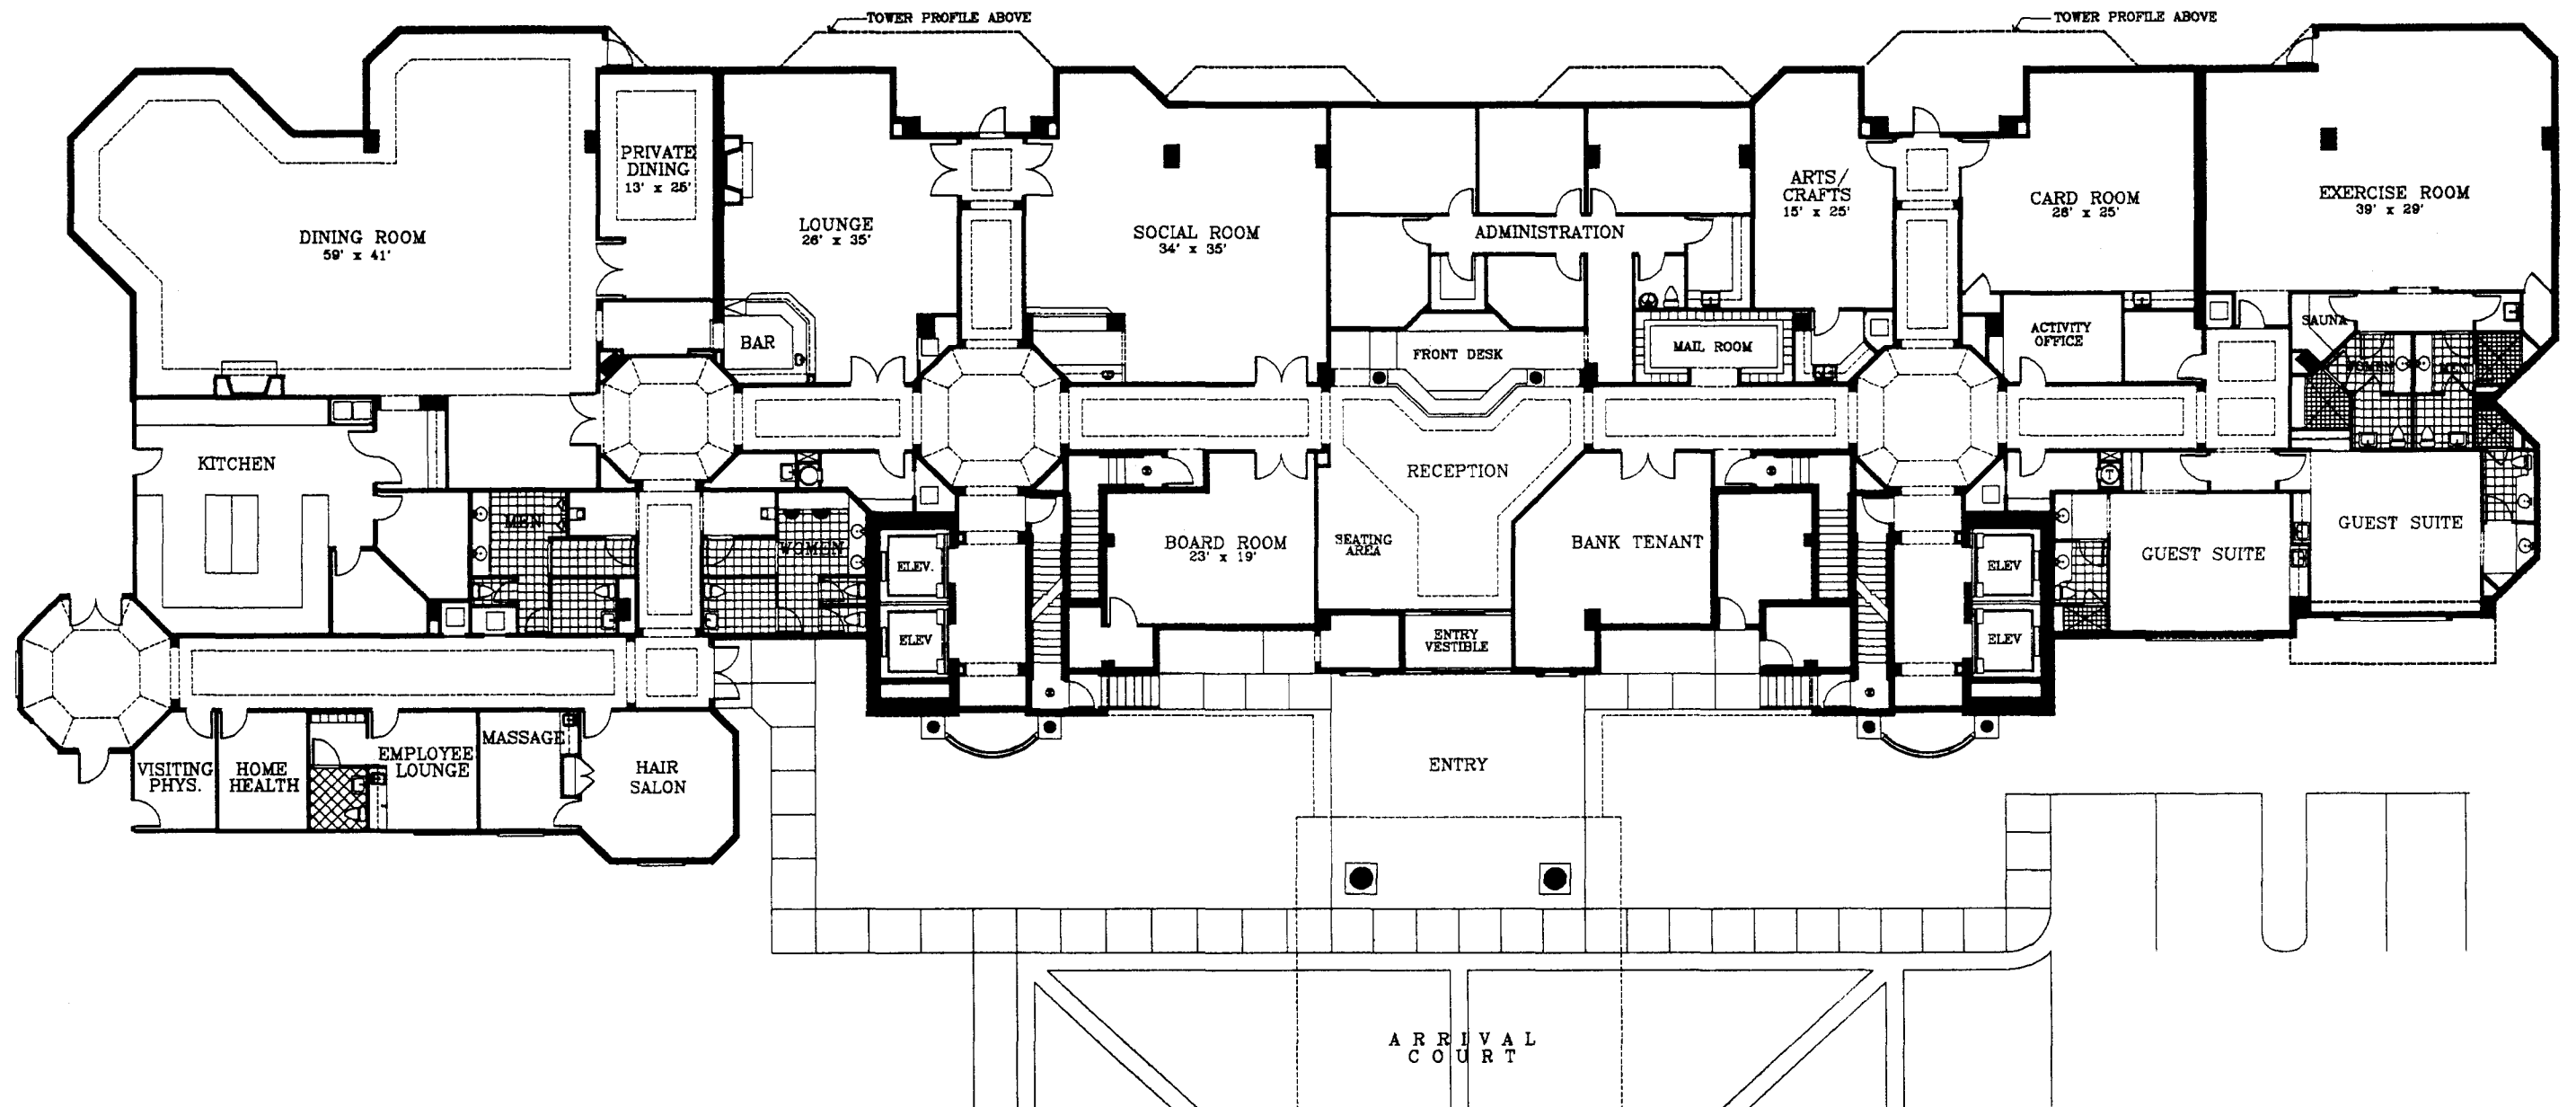 TOWER PROFILE ABOVE
TOWER PROFILE ABOVE
PRIVATE
DINING
13' x 25'
DINING ROOM
59' x 41'
LOUNGE
26' x 35'
SOCIAL ROOM
34' x 35'
ADMINISTRATION
ARTS/
CRAFTS
15' x 25'
CARD ROOM
26' x 25'
EXERCISE ROOM
39' x 29'
BAR
FRONT DESK
MAIL ROOM
ACTIVITY
OFFICE
SAUNA
WOMEN
MEN
KITCHEN
RECEPTION
MEN
WOMEN
ELEV.
ELEV
BOARD ROOM
23' x 19'
SEATING
AREA
BANK TENANT
ELEV
ELEV
GUEST SUITE
GUEST SUITE
T
ENTRY
VESTIBLE
VISITING
PHYS.
HOME
HEALTH
EMPLOYEE
LOUNGE
MASSAGE
HAIR
SALON
ENTRY
ARRIVAL
COURT